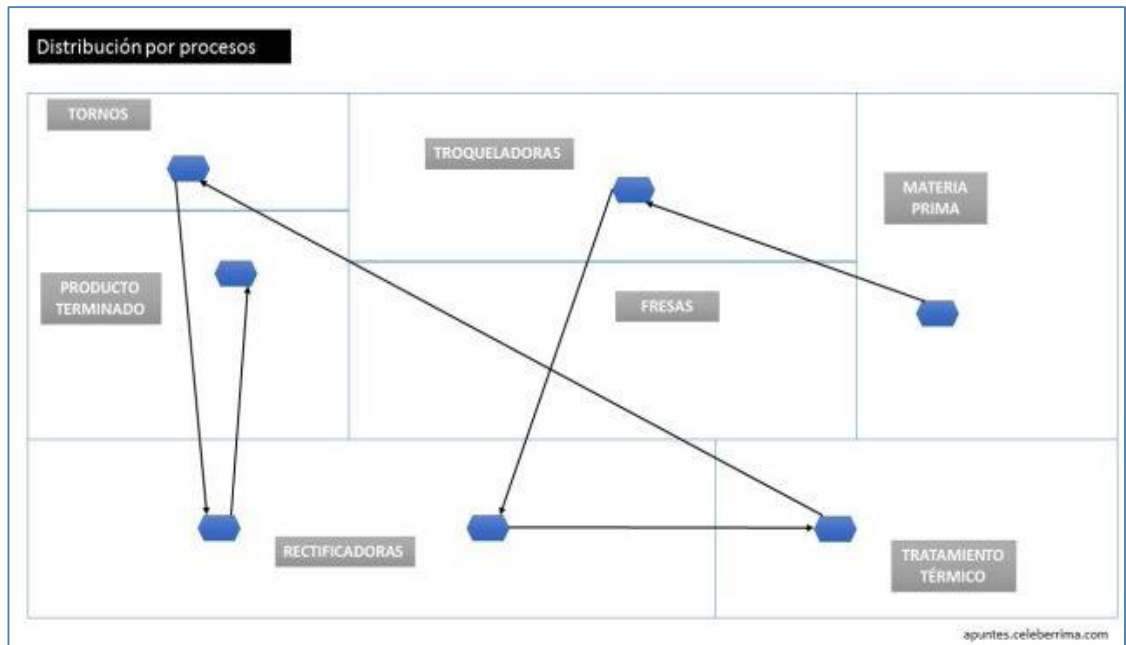 Distribución por procesos
TORNOS
TROQUELADORAS
MATERIA
PRIMA
PRODUCTO
TERMINADO
FRESAS
RECTIFICADORAS
TRATAMIENTO
TÉRMICO
apuntes.celeberrima.com